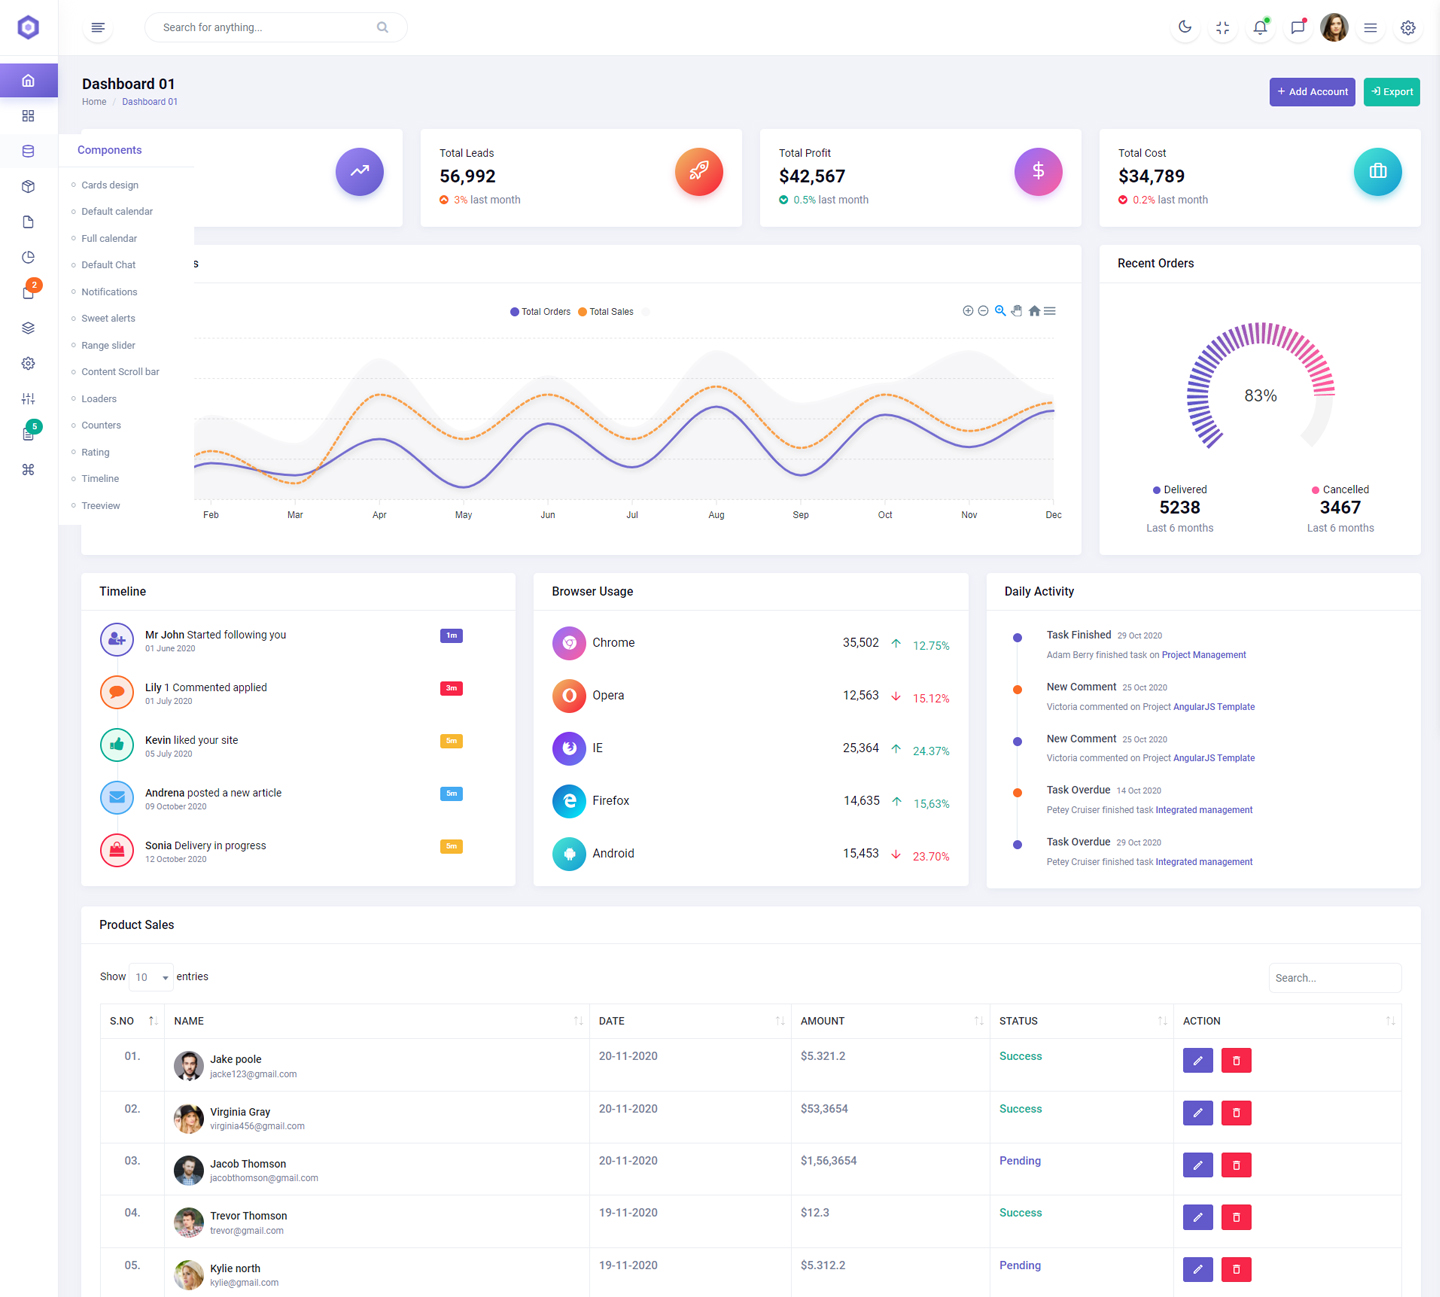 Search for anything...
Dashboard 01
Home / Dashboard 01
+ Add Account
Export
Components
Cards design
Default calendar
Full calendar
Default Chat
Notifications
Sweet alerts
Range slider
Content Scroll bar
Loaders
Counters
Rating
Timeline
Treeview
2
5
Total Leads
56,992
3% last month
Total Profit
$42,567
0.5% last month
Total Cost
$34,789
0.2% last month
s
Total Orders Total Sales
Feb Mar Apr May Jun Jul Aug Sep Oct Nov Dec
Recent Orders
83%
Delivered
5238
Last 6 months
Cancelled
3467
Last 6 months
Timeline
Mr John Started following you 1m
01 June 2020
Lily 1 Commented applied 3m
01 July 2020
Kevin liked your site 5m
05 July 2020
Andrena posted a new article 5m
09 October 2020
Sonia Delivery in progress 5m
12 October 2020
Browser Usage
Chrome 35,502 12.75%
Opera 12,563 15.12%
IE 25,364 24.37%
Firefox 14,635 15,63%
Android 15,453 23.70%
Daily Activity
Task Finished 29 Oct 2020
Adam Berry finished task on Project Management
New Comment 25 Oct 2020
Victoria commented on Project AngularJS Template
New Comment 25 Oct 2020
Victoria commented on Project AngularJS Template
Task Overdue 14 Oct 2020
Petey Cruiser finished task Integrated management
Task Overdue 29 Oct 2020
Petey Cruiser finished task Integrated management
Product Sales
Show 10 entries
Search...
S.NO NAME DATE AMOUNT STATUS ACTION
01. Jake poole 20-11-2020 $5.321.2 Success
jacke123@gmail.com
02. Virginia Gray 20-11-2020 $53,3654 Success
virginia456@gmail.com
03. Jacob Thomson 20-11-2020 $1,56,3654 Pending
jacobthomson@gmail.com
04. Trevor Thomson 19-11-2020 $12.3 Success
trevor@gmail.com
05. Kylie north 19-11-2020 $5.312.2 Pending
kylie@gmail.com